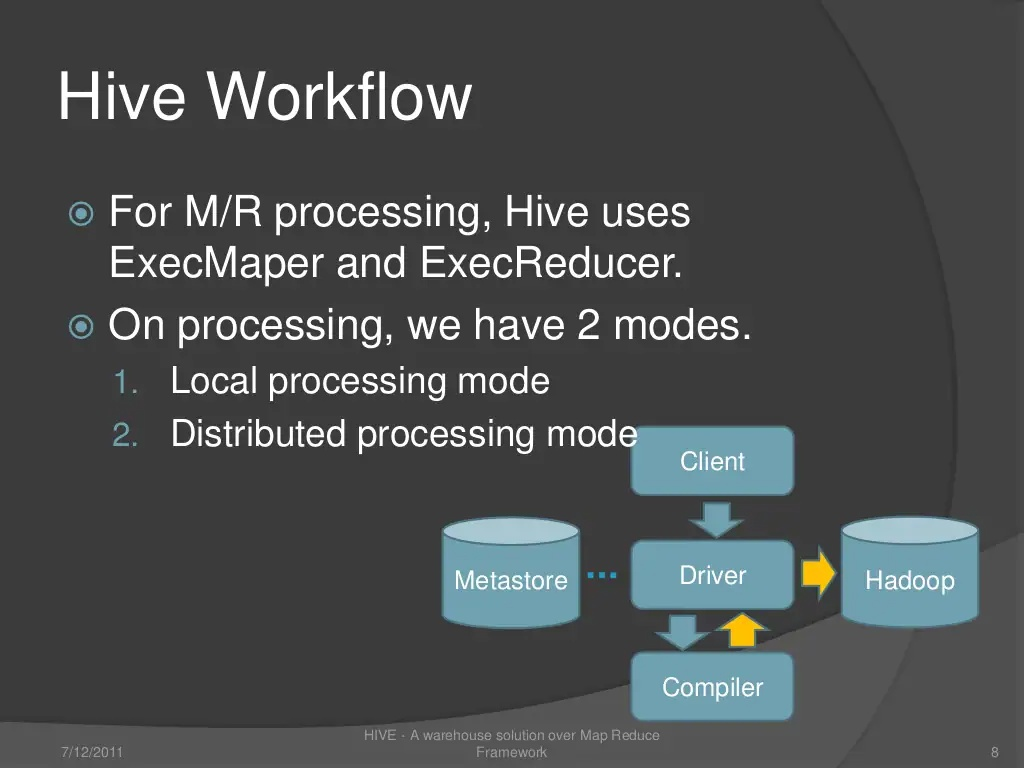 Hive Workflow
For M/R processing, Hive uses
ExecMaper and ExecReducer.
On processing, we have 2 modes.
1. Local processing mode
2. Distributed processing mode
Client
Metastore
...
Driver
Hadoop
Compiler
7/12/2011
HIVE - A warehouse solution over Map Reduce
Framework
8